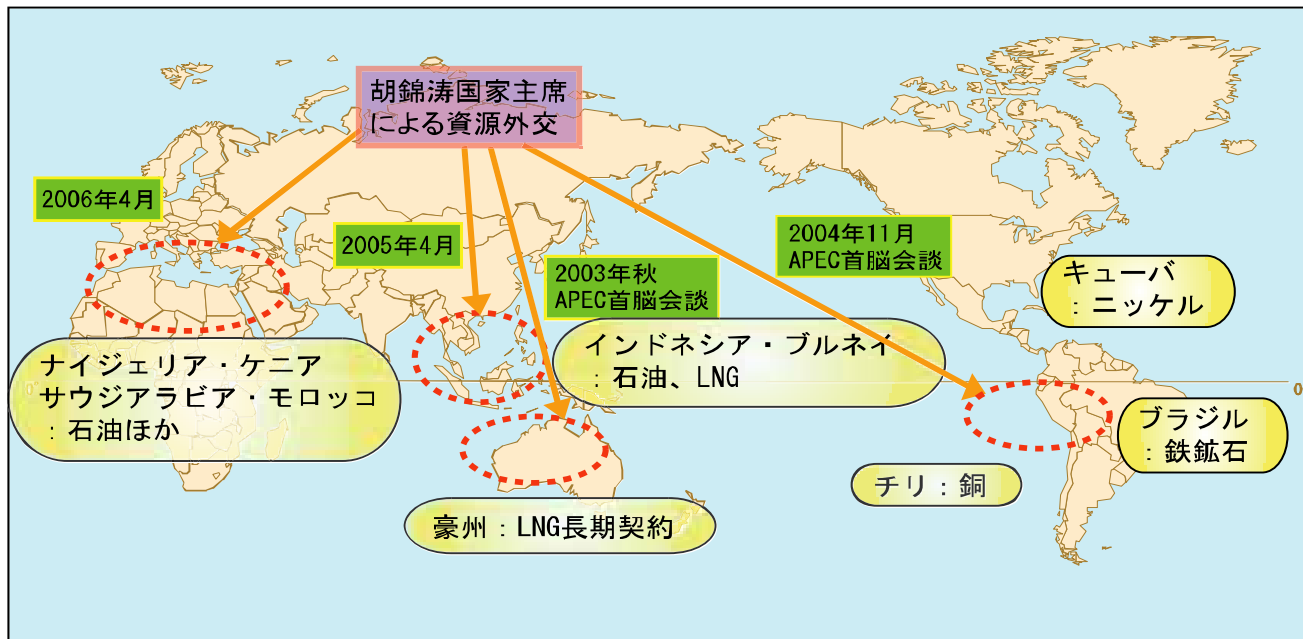 胡錦涛国家主席
による資源外交
2006年4月
2005年4月
2003年秋
APEC首脳会談
2004年11月
APEC首脳会談
キューバ
：ニッケル
インドネシア・ブルネイ
：石油、LNG
ナイジェリア・ケニア
サウジアラビア・モロッコ
：石油ほか
ブラジル
：鉄鉱石
チリ：銅
豪州：LNG長期契約
0
0